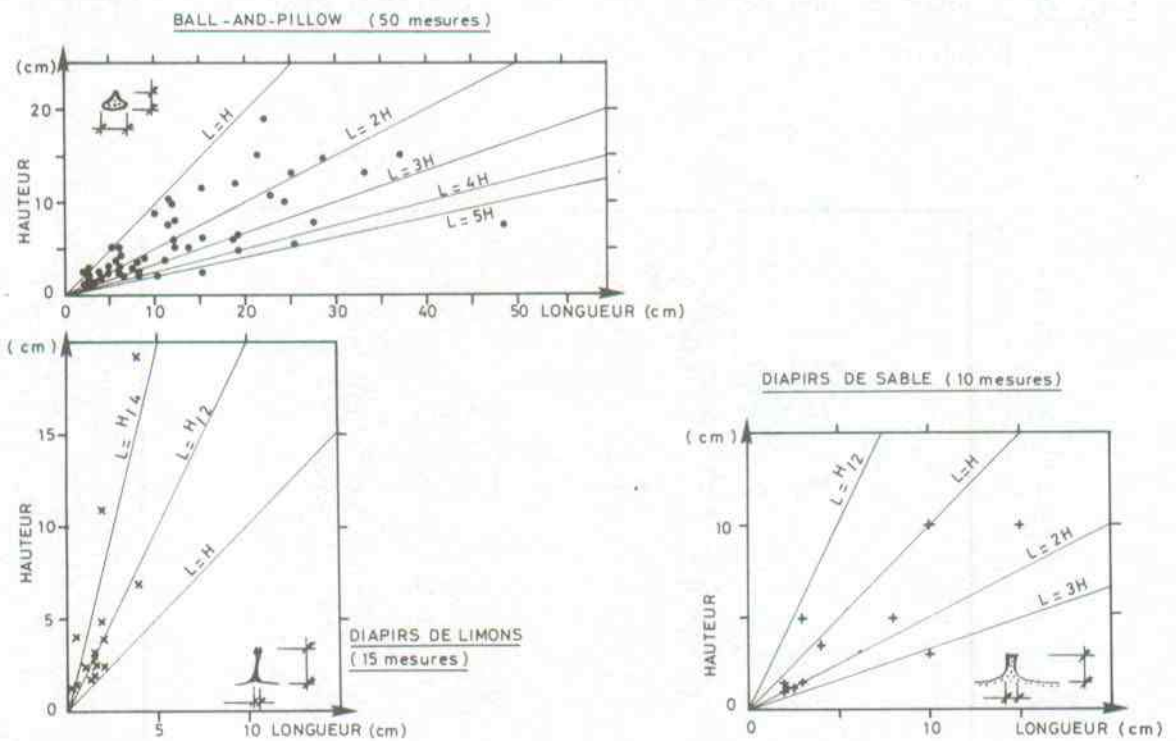 BALL-AND-PILLOW (50 mesures)
(cm)
20
10
0
HAUTEUR
L=H
L=2H
L=3H
L=4H
L=5H
0 10 20 30 40 50 LONGUEUR (cm)
(cm)
15
10
5
0
HAUTEUR
L=H/4
L=H/2
L=H
5 10 LONGUEUR (cm)
DIAPIRS DE LIMONS
(15 mesures)
DIAPIRS DE SABLE (10 mesures)
(cm)
10
0
HAUTEUR
L=H/2
L=H
L=2H
L=3H
0 10 LONGUEUR (cm)